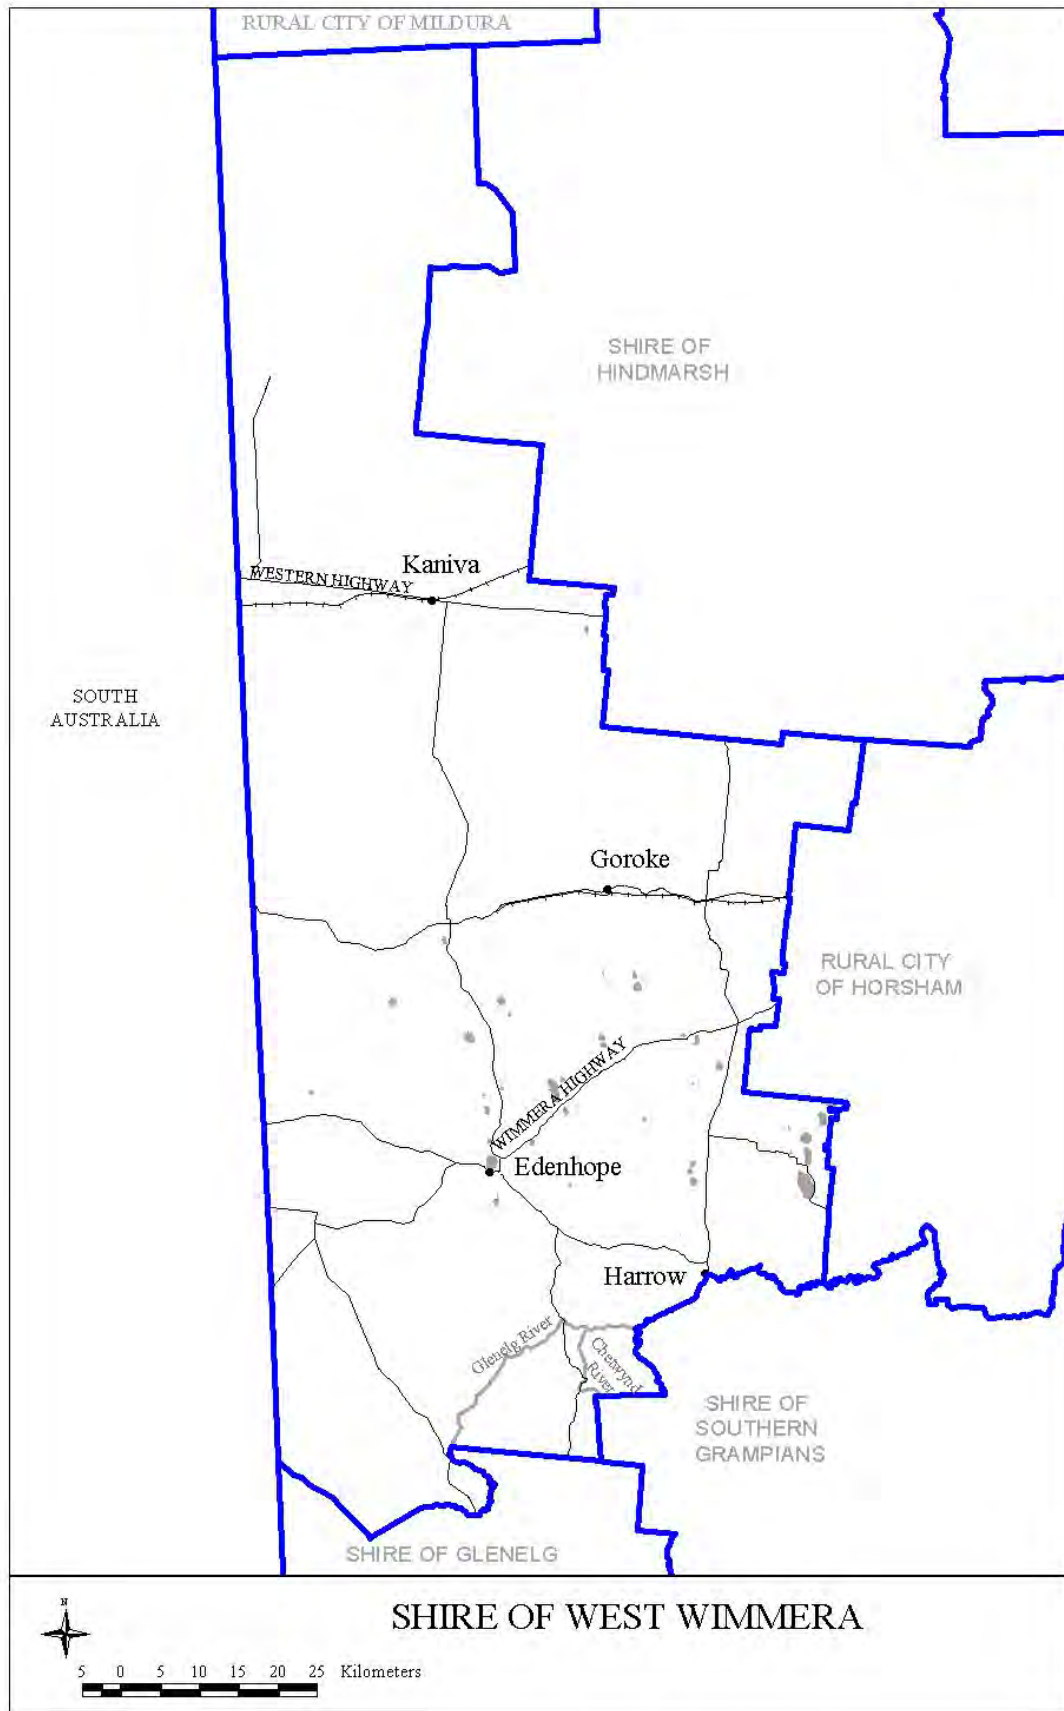 RURAL CITY OF MILDURA
SHIRE OF
HINDMARSH
Kaniva
WESTERN HIGHWAY
SOUTH
AUSTRALIA
Goroke
RURAL CITY
OF HORSHAM
WIMMERA HIGHWAY
Edenhope
Harrow
Glenelg River
Chetwynd
River
SHIRE OF
SOUTHERN
GRAMPIANS
SHIRE OF GLENELG
SHIRE OF WEST WIMMERA
N
5 0 5 10 15 20 25 Kilometers